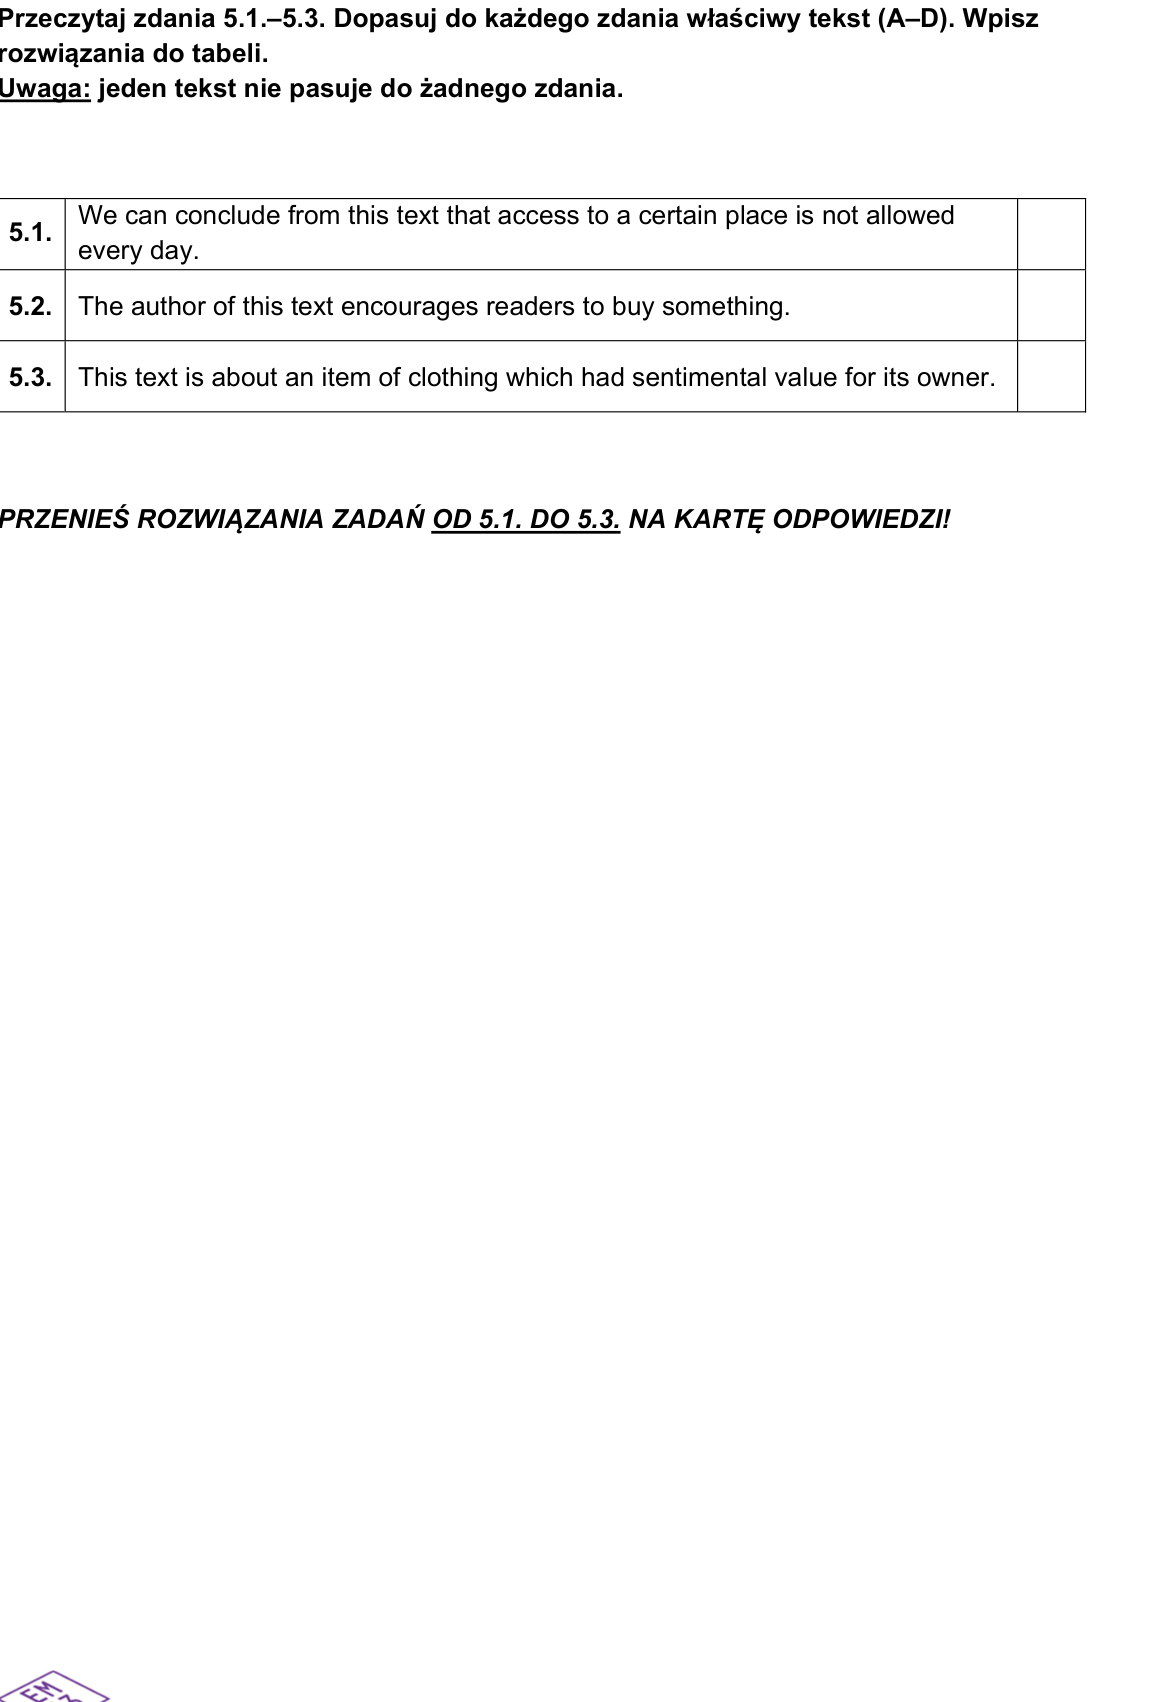 Przeczytaj zdania 5.1.–5.3. Dopasuj do każdego zdania właściwy tekst (A–D). Wpisz
rozwiązania do tabeli.
Uwaga: jeden tekst nie pasuje do żadnego zdania.
5.1. We can conclude from this text that access to a certain place is not allowed
every day.
5.2. The author of this text encourages readers to buy something.
5.3. This text is about an item of clothing which had sentimental value for its owner.
PRZENIEŚ ROZWIĄZANIA ZADAŃ OD 5.1. DO 5.3. NA KARTĘ ODPOWIEDZI!